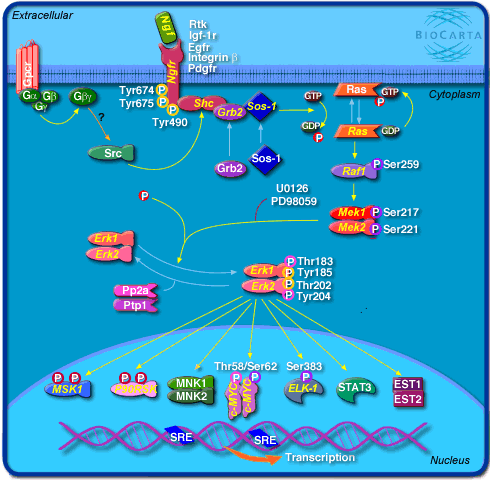 Extracellular
BIOCARTA
Ngf
Rtk
Igf-1r
Egfr
Integrin β
Pdgfr
Gpcr
Ngfr
Cytoplasm
Gα Gβ
Gγ
Gβγ
?
Tyr674 P
Tyr675 P
P
Tyr490
Shc
Grb2
Sos-1
GTP
GDP
P
Ras
GTP
P
Ras
GDP
Src
Grb2
Sos-1
P Ser259
Raf1
P
U0126
PD98059
Mek1 P Ser217
Mek2 P Ser221
Erk1
Erk2
P Thr183
Erk1 P Tyr185
Erk2 P Thr202
P Tyr204
Pp2a
Ptp1
Thr58/Ser62
Ser383
P P
MSK1
P P
MNK1
MNK2
P P
c-MYC
c-MYC
P
ELK-1
STAT3
EST1
EST2
SRE
SRE
Transcription
Nucleus